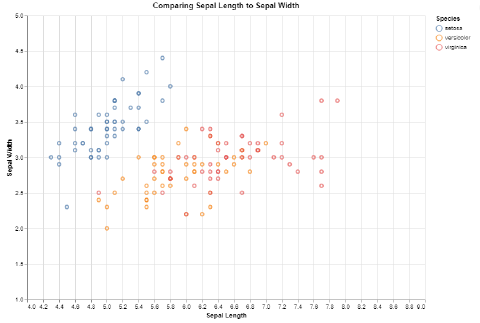 Comparing Sepal Length to Sepal Width
Species
setosa
versicolor
virginica
5.0
4.5
4.0
3.5
3.0
2.5
2.0
1.5
1.0
Sepal Width
4.0 4.2 4.4 4.6 4.8 5.0 5.2 5.4 5.6 5.8 6.0 6.2 6.4 6.6 6.8 7.0 7.2 7.4 7.6 7.8 8.0 8.2 8.4 8.6 8.8 9.0
Sepal Length